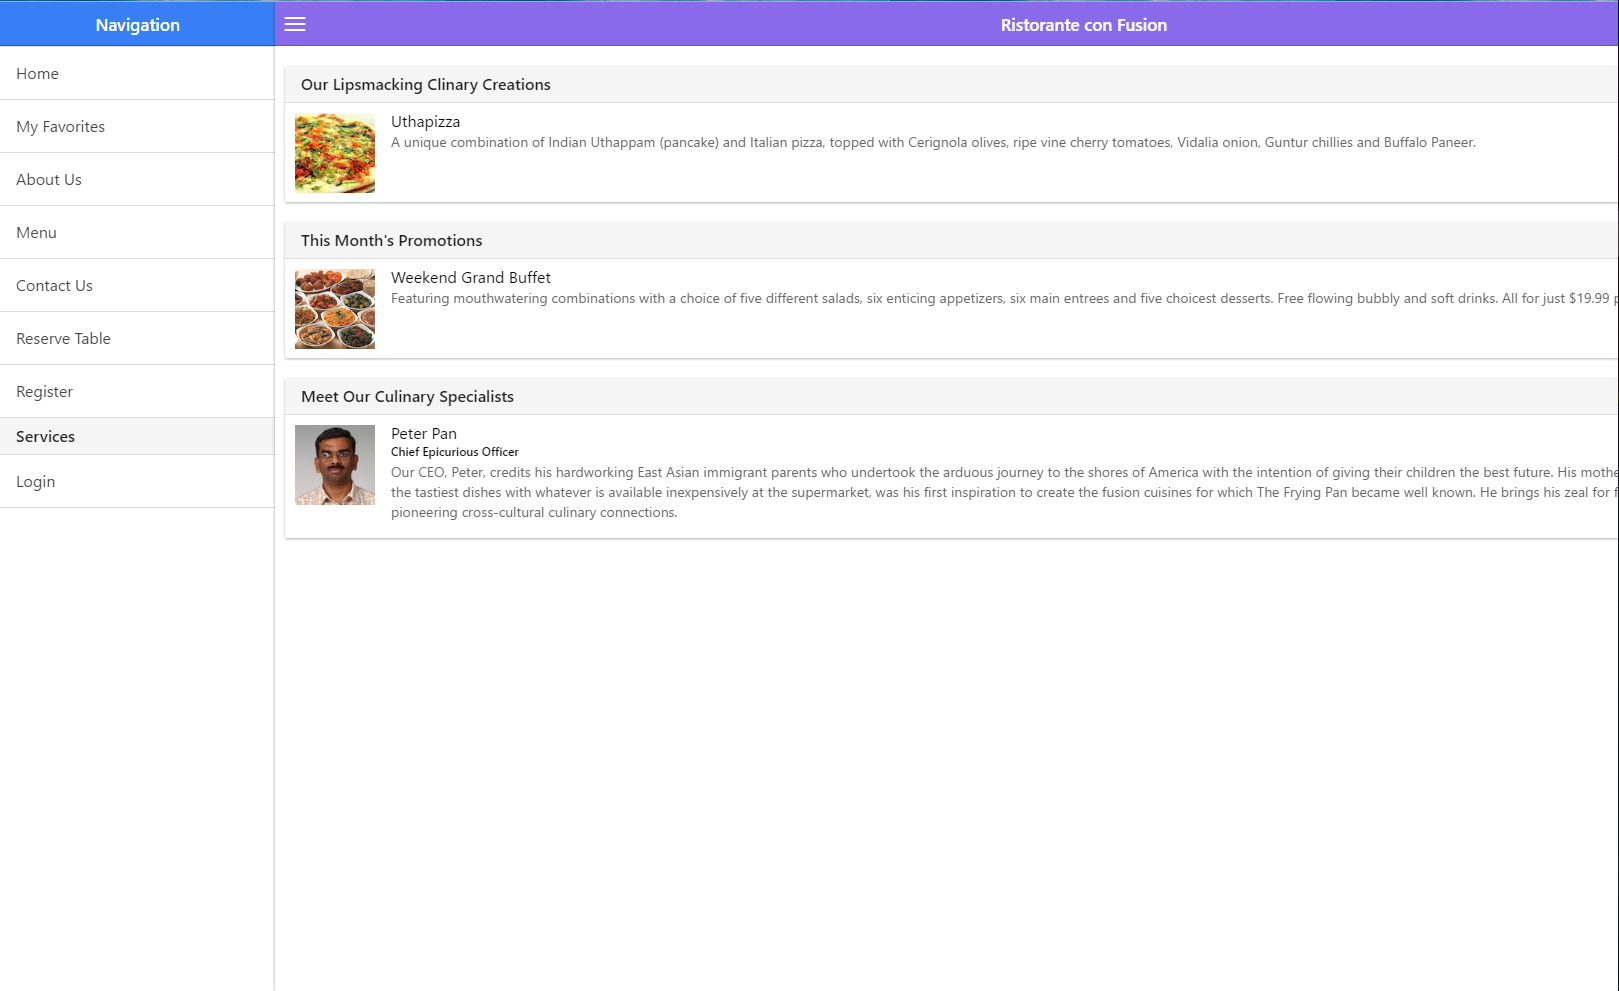 Navigation
Home
My Favorites
About Us
Menu
Contact Us
Reserve Table
Register
Services
Login
Ristorante con Fusion
Our Lipsmacking Clinary Creations
Uthapizza
A unique combination of Indian Uthappam (pancake) and Italian pizza, topped with Cerignola olives, ripe vine cherry tomatoes, Vidalia onion, Guntur chillies and Buffalo Paneer.
This Month's Promotions
Weekend Grand Buffet
Featuring mouthwatering combinations with a choice of five different salads, six enticing appetizers, six main entrees and five choicest desserts. Free flowing bubbly and soft drinks. All for just $19.99
Meet Our Culinary Specialists
Peter Pan
Chief Epicurious Officer
Our CEO, Peter, credits his hardworking East Asian immigrant parents who undertook the arduous journey to the shores of America with the intention of giving their children the best future. His
the tastiest dishes with whatever is available inexpensively at the supermarket, was his first inspiration to create the fusion cuisines for which The Frying Pan became well known. He brings his zeal for
pioneering cross-cultural culinary connections.